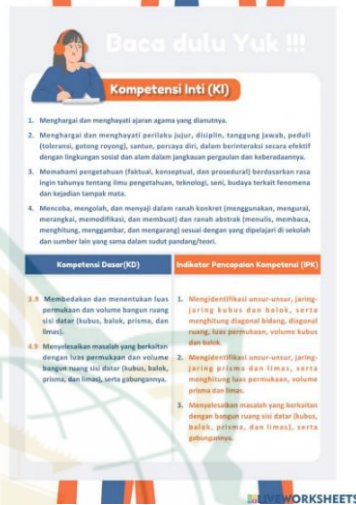 Baca dulu Yuk !!!
Kompetensi Inti (KI)
1. Menghargai dan menghayati ajaran agama yang dianutnya.
2. Menghargai dan menghayati perilaku jujur, disiplin, tanggung jawab, peduli
(toleransi, gotong royong), santun, percaya diri, dalam berinteraksi secara efektif
dengan lingkungan sosial dan alam dalam jangkauan pergaulan dan keberadaannya.
3. Memahami pengetahuan (faktual, konseptual, dan prosedural) berdasarkan rasa
ingin tahunya tentang ilmu pengetahuan, teknologi, seni, budaya terkait fenomena
dan kejadian tampak mata.
4. Mencoba, mengolah, dan menyaji dalam ranah konkret (menggunakan, mengurai,
merangkai, memodifikasi, dan membuat) dan ranah abstrak (menulis, membaca,
menghitung, menggambar, dan mengarang) sesuai dengan yang dipelajari di sekolah
dan sumber lain yang sama dalam sudut pandang/teori.
Kompetensi Dasar(KD)
3.9 Membedakan dan menentukan luas
permukaan dan volume bangun ruang
sisi datar (kubus, balok, prisma, dan
limas).
4.9 Menyelesaikan masalah yang berkaitan
dengan luas permukaan dan volume
bangun ruang sisi datar (kubus, balok,
prisma, dan limas), serta gabungannya.
Indikator Pencapaian Kompetensi (IPK)
1. Mengidentifikasi unsur-unsur, jaring-
jaring kubus dan balok, serta
menghitung diagonal bidang, diagonal
ruang, luas permukaan, volume kubus
dan balok.
2. Mengidentifikasi unsur-unsur, jaring-
jaring prisma dan limas, serta
menghitung luas permukaan, volume
prisma dan limas.
3. Menyelesaikan masalah yang berkaitan
dengan bangun ruang sisi datar (kubus,
balok, prisma, dan limas), serta
gabungannya.
LIVEWORKSHEETS